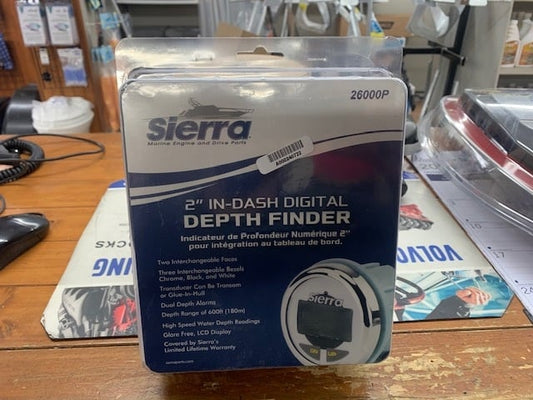 26000P
Sierra
Marine Engine and Drive Parts
2" IN-DASH DIGITAL
DEPTH FINDER
Indicateur de Profondeur Numérique 2"
pour intégration au tableau de bord.
Two Interchangeable Faces
Three Interchangeable Bezels
Chrome, Black, and White
Transducer Can Be Transom
or Glue-In-Hull
Dual Depth Alarms
Depth Range of 600ft (180m)
High Speed Water Depth Readings
Glare Free, LCD Display
Covered by Sierra's
Limited Lifetime Warranty
Sierra
VOLVO